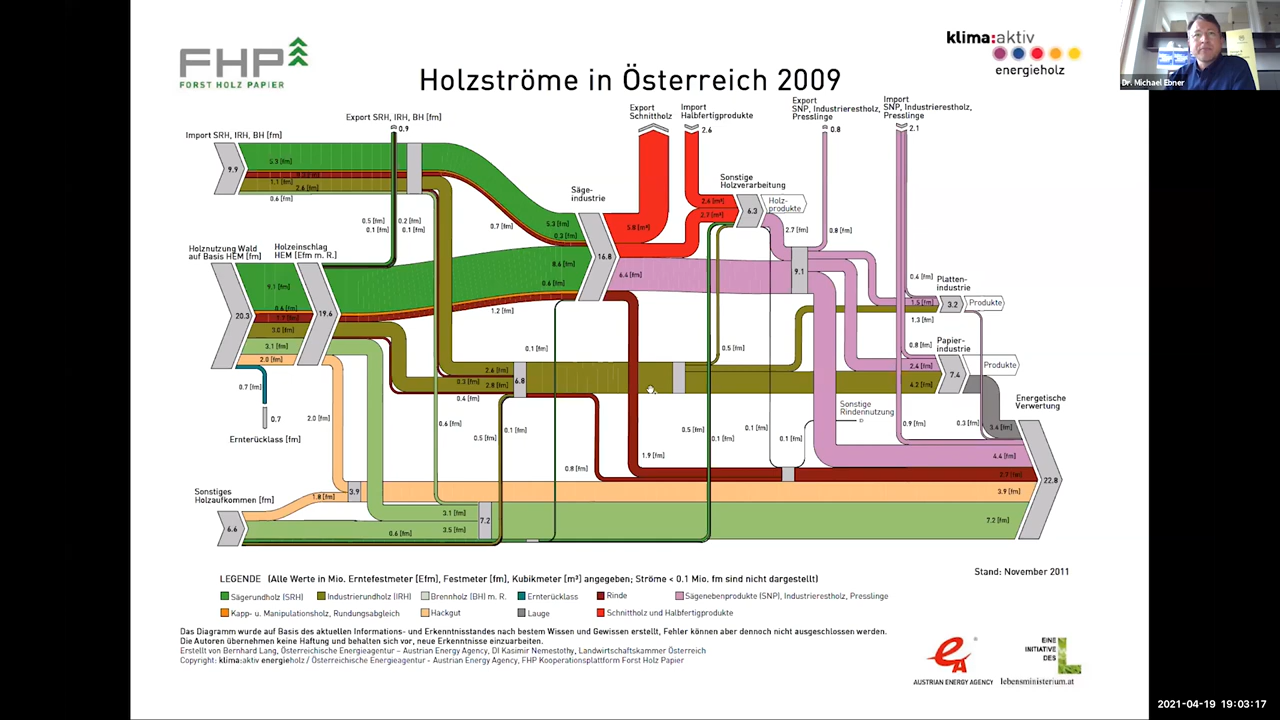 FHP
FORST HOLZ PAPIER
klima:aktiv
energieholz
Dr. Michael Ebner
Holzströme in Österreich 2009
Import SRH, IRH, BH [fm]
9.9
5.3 [fm]
1.1 [fm]
2.6 [fm]
0.6 [fm]
Export SRH, IRH, BH [fm]
0.9
0.5 [fm]
0.1 [fm]
0.2 [fm]
0.1 [fm]
Export
Schnittholz
Import
Halbfertigprodukte
2.6
Export
SNP, Industrierestholz,
Presslinge
0.8
Import
SNP, Industrierestholz,
Presslinge
2.1
Säge-
industrie
16.8
0.7 [fm]
5.3 [fm]
0.3 [fm]
8.6 [fm]
0.6 [fm]
1.2 [fm]
5.8 [m³]
2.6 [m³]
2.7 [m³]
6.4 [fm]
Sonstige
Holzverarbeitung
6.3
Holz-
produkte
2.7 [fm]
0.8 [fm]
9.1
Holznutzung Wald
auf Basis HEM [fm]
20.3
Holzeinschlag
HEM [Efm m. R.]
19.6
9.1 [fm]
3.0 [fm]
3.1 [fm]
2.0 [fm]
0.7 [fm]
0.7
Ernterücklass [fm]
2.0 [fm]
0.4 [fm]
Platten-
industrie
1.5 [fm]
3.2
Produkte
1.3 [fm]
0.8 [fm]
Papier-
industrie
2.4 [fm]
7.4
4.2 [fm]
Produkte
0.1 [fm]
0.5 [fm]
2.6 [fm]
0.3 [fm]
2.8 [fm]
6.8
0.4 [fm]
0.6 [fm]
0.5 [fm]
0.1 [fm]
0.8 [fm]
1.9 [fm]
0.5 [fm]
0.1 [fm]
0.1 [fm]
0.1 [fm]
Sonstige
Rindennutzung
0.9 [fm]
0.3 [fm]
3.4 [fm]
Energetische
Verwertung
4.4 [fm]
2.7 [fm]
3.9 [fm]
7.2 [fm]
22.8
Sonstiges
Holzaufkommen [fm]
6.6
1.8 [fm]
3.9
3.1 [fm]
3.5 [fm]
0.6 [fm]
7.2
Stand: November 2011
LEGENDE (Alle Werte in Mio. Erntefestmeter [Efm], Festmeter [fm], Kubikmeter [m³] angegeben; Ströme < 0.1 Mio. fm sind nicht dargestellt)
Sägerundholz (SRH) Industrierundholz (IRH) Brennholz (BH) m. R. Ernterücklass Rinde Sägenebenprodukte (SNP), Industrierestholz, Presslinge
Kapp- u. Manipulationsholz, Rundungsabgleich Hackgut Lauge Schnittholz und Halbfertigprodukte
Das Diagramm wurde auf Basis des aktuellen Informations- und Erkenntnisstandes nach bestem Wissen und Gewissen erstellt, Fehler können aber dennoch nicht ausgeschlossen werden.
Die Autoren übernehmen keine Haftung und behalten sich vor, neue Erkenntnisse einzuarbeiten.
Erstellt von Bernhard Lang, Österreichische Energieagentur – Austrian Energy Agency, DI Kasimir Nemestothy, Landwirtschaftskammer Österreich
Copyright: klima:aktiv energieholz / Österreichische Energieagentur - Austrian Energy Agency, FHP Kooperationsplattform Forst Holz Papier
AUSTRIAN ENERGY AGENCY
EINE
INITIATIVE
DES
lebensministerium.at
2021-04-19 19:03:17